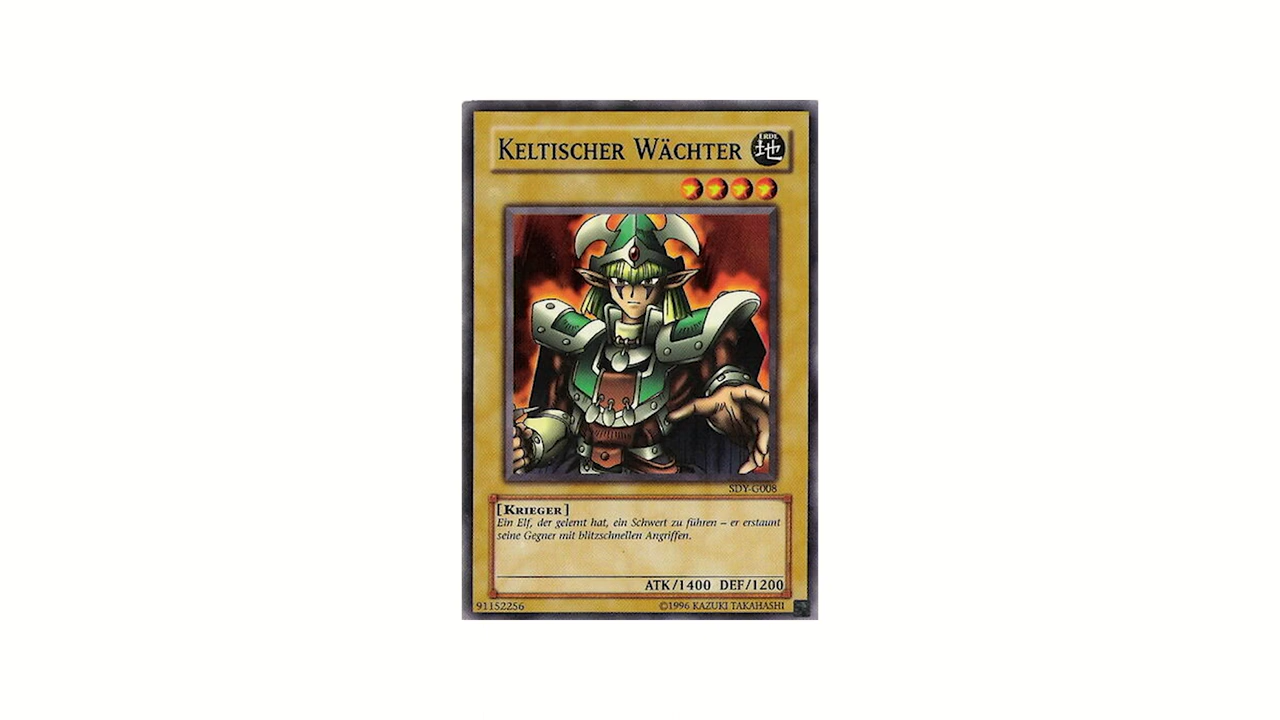 KELTISCHER WÄCHTER
ERDE
地
SDY-G008
[KRIEGER]
Ein Elf, der gelernt hat, ein Schwert zu führen – er erstaunt
seine Gegner mit blitzschnellen Angriffen.
ATK/1400 DEF/1200
91152256
©1996 KAZUKI TAKAHASHI